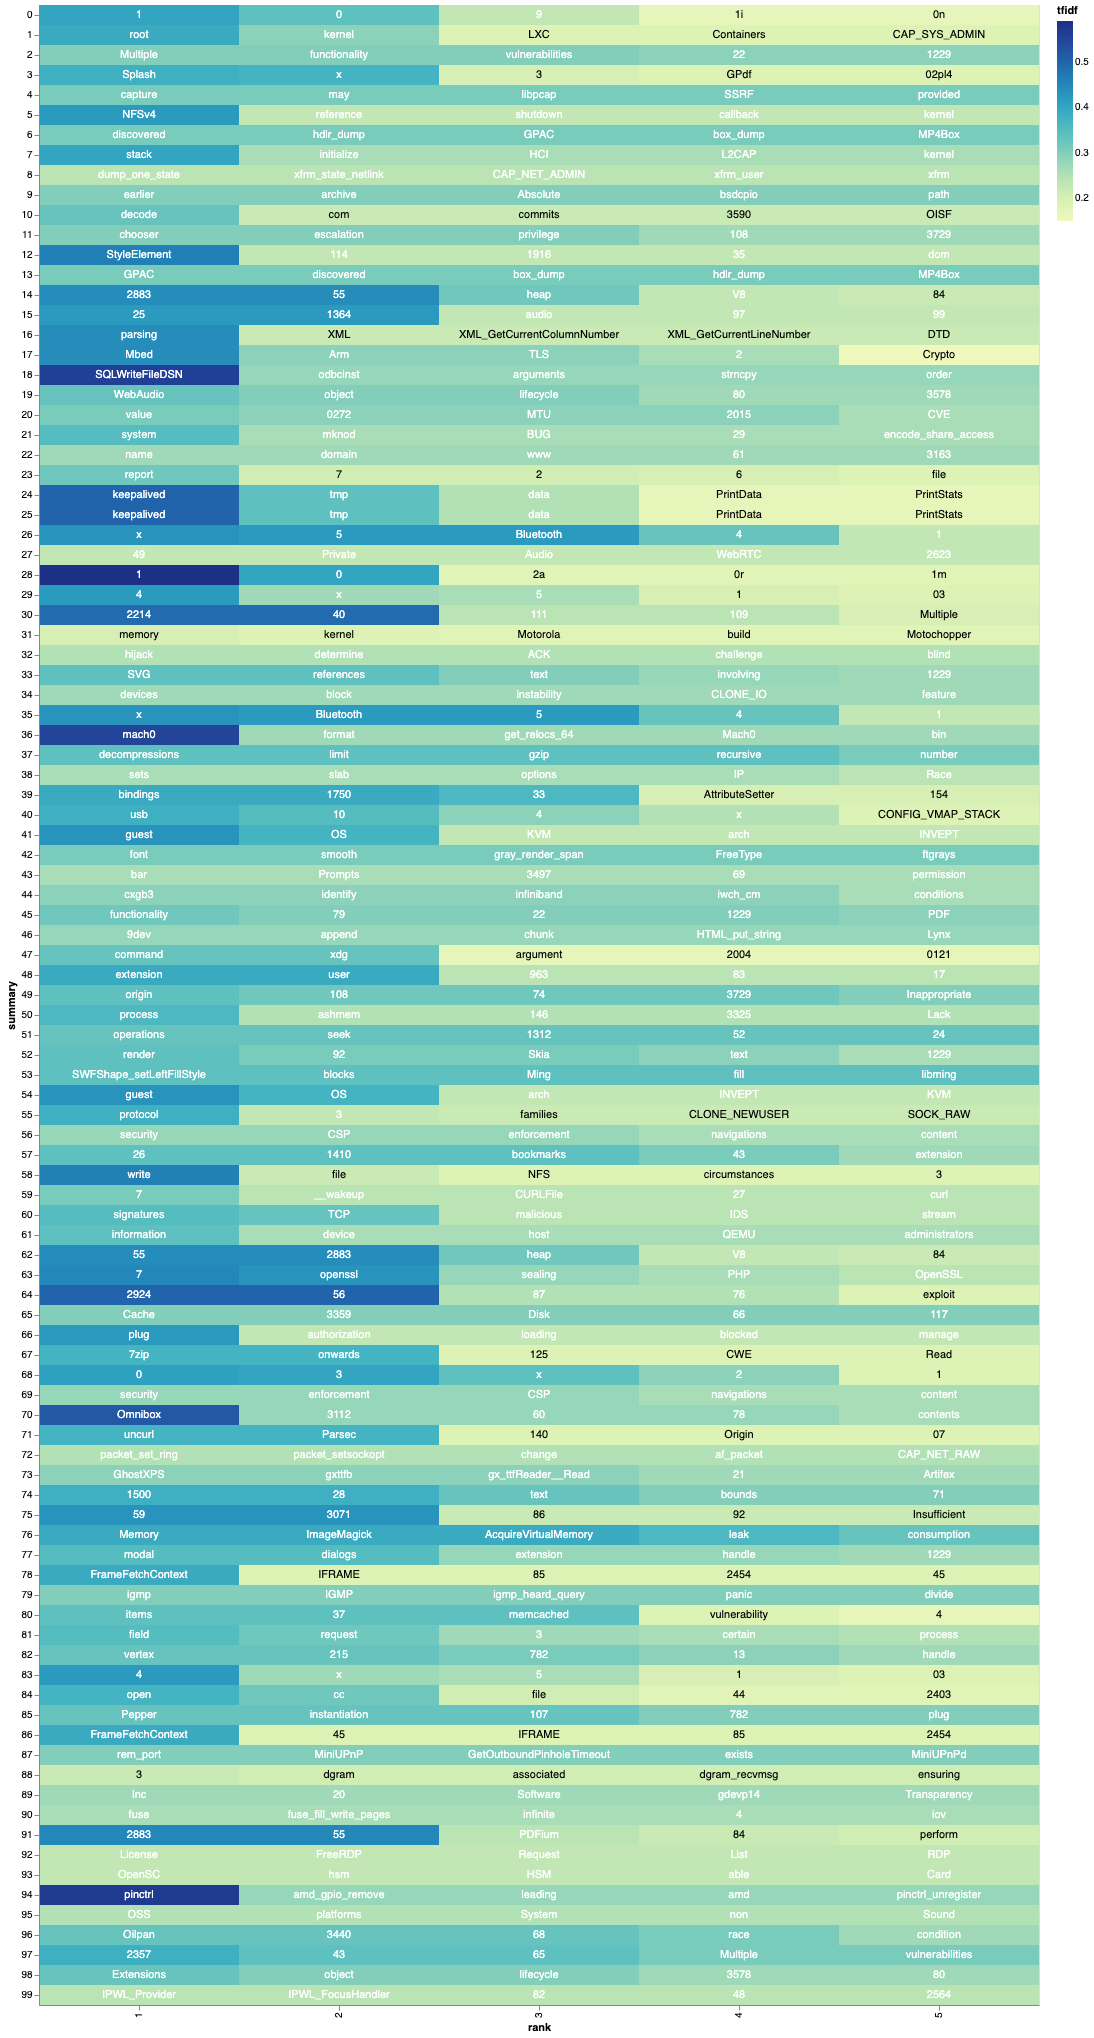 tfidf
0 1 0 9 1i 0n
1 root kernel LXC Containers CAP_SYS_ADMIN
2 Multiple functionality vulnerabilities 22 1229
3 Splash x 3 GPdf 02pl4
4 capture may libpcap SSRF provided
5 NFSv4 reference shutdown callback kernel
6 discovered hdlr_dump GPAC box_dump MP4Box
7 stack initialize HCI L2CAP kernel
8 dump_one_state xfrm_state_netlink CAP_NET_ADMIN xfrm_user xfrm
9 earlier archive Absolute bsdcpio path
10 decode com commits 3590 OISF
11 chooser escalation privilege 108 3729
12 StyleElement 114 1916 35 dom
13 GPAC discovered box_dump hdlr_dump MP4Box
14 2883 55 heap V8 84
15 25 1364 audio 97 99
16 parsing XML XML_GetCurrentColumnNumber XML_GetCurrentLineNumber DTD
17 Mbed Arm TLS 2 Crypto
18 SQLWriteFileDSN odbcinst arguments strncpy order
19 WebAudio object lifecycle 80 3578
20 value 0272 MTU 2015 CVE
21 system mknod BUG 29 encode_share_access
22 name domain www 61 3163
23 report 7 2 6 file
24 keepalived tmp data PrintData PrintStats
25 keepalived tmp data PrintData PrintStats
26 x 5 Bluetooth 4 1
27 49 Private Audio WebRTC 2623
28 1 0 2a 0r 1m
29 4 x 5 1 03
30 2214 40 111 109 Multiple
31 memory kernel Motorola build Motochopper
32 hijack determine ACK challenge blind
33 SVG references text involving 1229
34 devices block instability CLONE_IO feature
35 x Bluetooth 5 4 1
36 mach0 format get_relocs_64 Mach0 bin
37 decompressions limit gzip recursive number
38 sets slab options IP Race
39 bindings 1750 33 AttributeSetter 154
40 usb 10 4 x CONFIG_VMAP_STACK
41 guest OS KVM arch INVEPT
42 font smooth gray_render_span FreeType ftgrays
43 bar Prompts 3497 69 permission
44 cxgb3 identify infiniband iwch_cm conditions
45 functionality 79 22 1229 PDF
46 9dev append chunk HTML_put_string Lynx
47 command xdg argument 2004 0121
48 extension user 963 83 17
49 origin 108 74 3729 Inappropriate
50 process ashmem 146 3325 Lack
51 operations seek 1312 52 24
52 render 92 Skia text 1229
53 SWFShape_setLeftFillStyle blocks Ming fill libming
54 guest OS arch INVEPT KVM
55 protocol 3 families CLONE_NEWUSER SOCK_RAW
56 security CSP enforcement navigations content
57 26 1410 bookmarks 43 extension
58 write file NFS circumstances 3
59 7 __wakeup CURLFile 27 curl
60 signatures TCP malicious IDS stream
61 information device host QEMU administrators
62 55 2883 heap V8 84
63 7 openssl sealing PHP OpenSSL
64 2924 56 87 76 exploit
65 Cache 3359 Disk 66 117
66 plug authorization loading blocked manage
67 7zip onwards 125 CWE Read
68 0 3 x 2 1
69 security enforcement CSP navigations content
70 Omnibox 3112 60 78 contents
71 uncurl Parsec 140 Origin 07
72 packet_set_ring packet_setsockopt change af_packet CAP_NET_RAW
73 GhostXPS gxttfb gx_ttfReader__Read 21 Artifex
74 1500 28 text bounds 71
75 59 3071 86 92 Insufficient
76 Memory ImageMagick AcquireVirtualMemory leak consumption
77 modal dialogs extension handle 1229
78 FrameFetchContext IFRAME 85 2454 45
79 igmp IGMP igmp_heard_query panic divide
80 items 37 memcached vulnerability 4
81 field request 3 certain process
82 vertex 215 782 13 handle
83 4 x 5 1 03
84 open cc file 44 2403
85 Pepper instantiation 107 782 plug
86 FrameFetchContext 45 IFRAME 85 2454
87 rem_port MiniUPnP GetOutboundPinholeTimeout exists MiniUPnPd
88 3 dgram associated dgram_recvmsg ensuring
89 Inc 20 Software gdevp14 Transparency
90 fuse fuse_fill_write_pages infinite 4 iov
91 2883 55 PDFium 84 perform
92 License FreeRDP Request List RDP
93 OpenSC hsm HSM able Card
94 pinctrl amd_gpio_remove leading amd pinctrl_unregister
95 OSS platforms System non Sound
96 Oilpan 3440 68 race condition
97 2357 43 65 Multiple vulnerabilities
98 Extensions object lifecycle 3578 80
99 IPWL_Provider IPWL_FocusHandler 82 48 2564
1 2 3 4 5
rank
summary
0.5
0.4
0.3
0.2